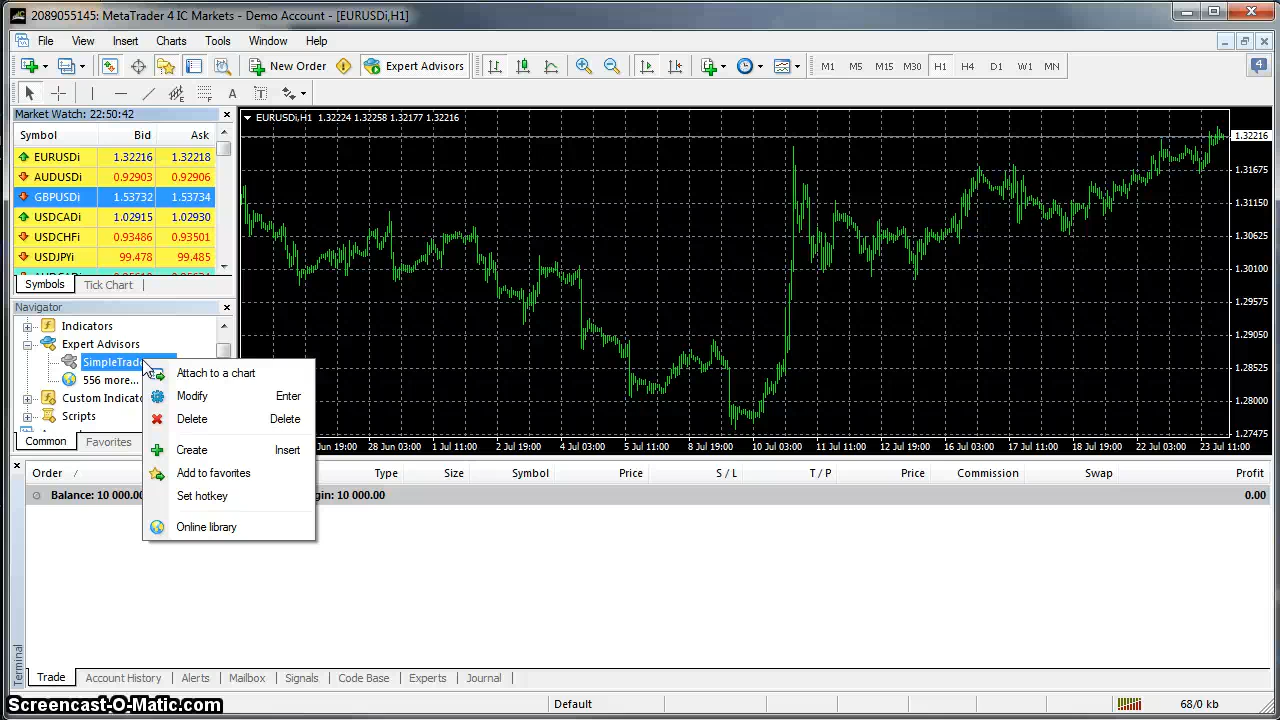 2089055145: MetaTrader 4 IC Markets - Demo Account - [EURUSDi,H1]
File View Insert Charts Tools Window Help
New Order Expert Advisors M1 M5 M15 M30 H1 H4 D1 W1 MN 4
A T
Market Watch: 22:50:42
Symbol Bid Ask
EURUSDi 1.32216 1.32218
AUDUSDi 0.92903 0.92906
GBPUSDi 1.53732 1.53734
USDCADi 1.02915 1.02930
USDCHFi 0.93486 0.93501
USDJPYi 99.478 99.485
Symbols Tick Chart
Navigator
Indicators
Expert Advisors
SimpleTrade
556 more...
Custom Indicato
Scripts
Common Favorites
Attach to a chart
Modify Enter
Delete Delete
Create Insert
Add to favorites
Set hotkey
Online library
EURUSDi,H1 1.32224 1.32258 1.32177 1.32216
1.32216
1.31675
1.31150
1.30625
1.30100
1.29575
1.29050
1.28525
1.28000
1.27475
un 19:00 28 Jun 03:00 1 Jul 11:00 2 Jul 19:00 4 Jul 03:00 5 Jul 11:00 8 Jul 19:00 10 Jul 03:00 11 Jul 11:00 12 Jul 19:00 16 Jul 03:00 17 Jul 11:00 18 Jul 19:00 22 Jul 03:00 23 Jul 11:00
Order / Type Size Symbol Price S / L T / P Price Commission Swap Profit
Balance: 10 000.00 gin: 10 000.00 0.00
Terminal
Trade Account History Alerts Mailbox Signals Code Base Experts Journal
Default 68/0 kb
Screencast-O-Matic.com